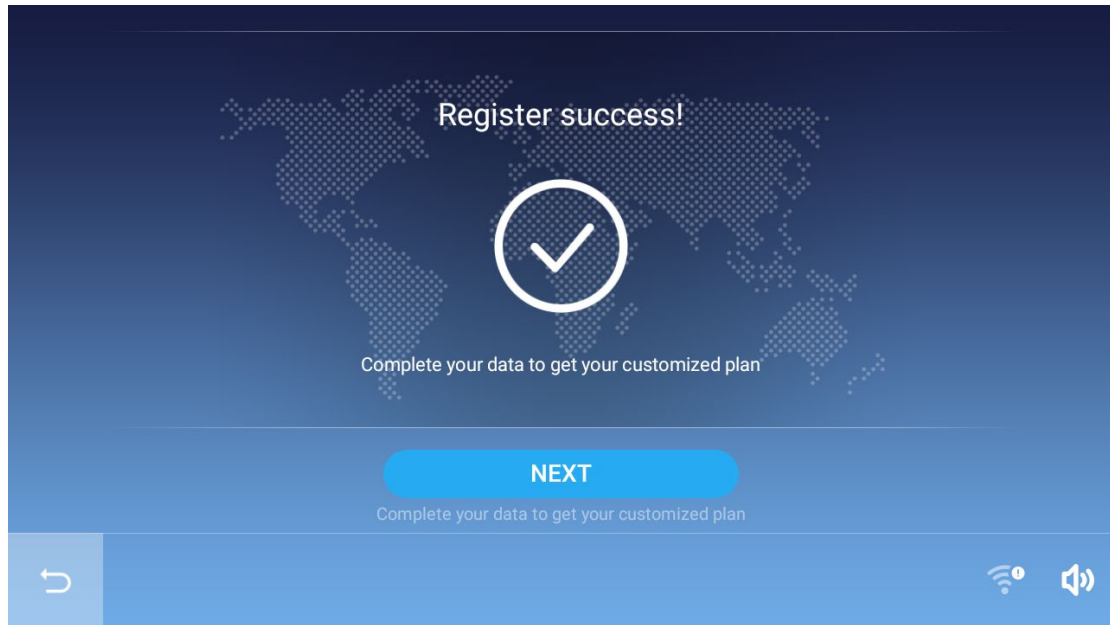 Register success!
Complete your data to get your customized plan
NEXT
Complete your data to get your customized plan